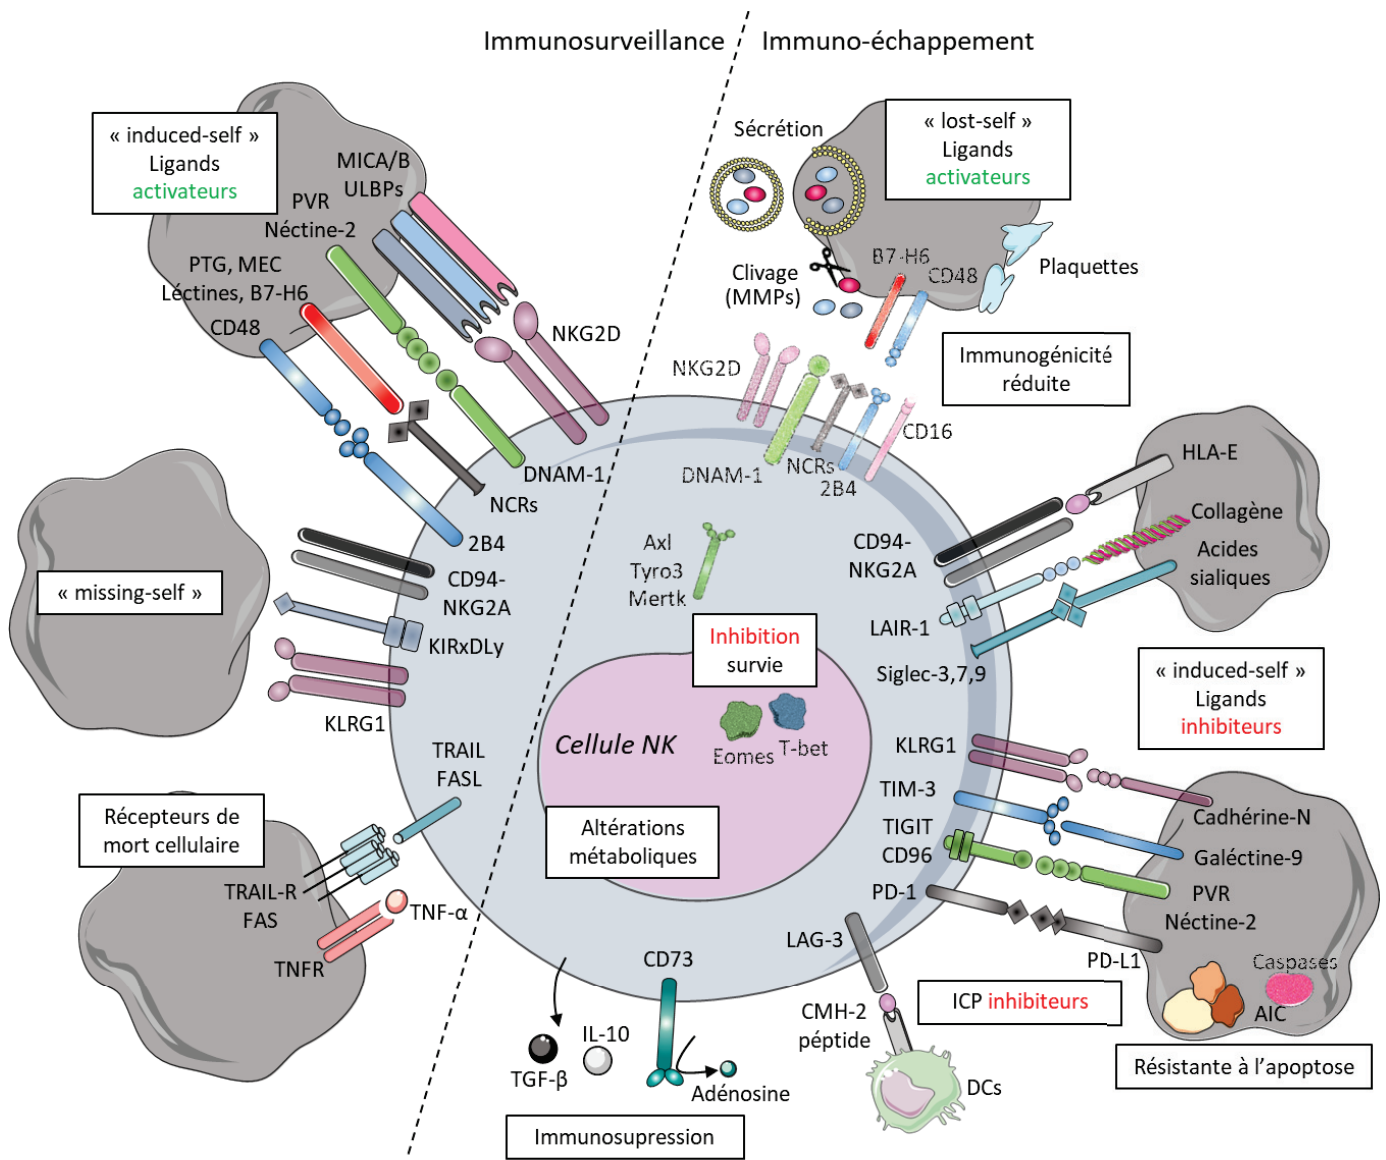 Immunosurveillance
Immuno-échappement
« induced-self »
Ligands
activateurs
MICA/B
ULBPs
PVR
Néctine-2
PTG, MEC
Léctines, B7-H6
CD48
NKG2D
DNAM-1
NCRs
2B4
« missing-self »
CD94-
NKG2A
KIRxDLy
KLRG1
TRAIL
FASL
Récepteurs de
mort cellulaire
TRAIL-R
FAS
TNF-α
TNFR
Sécrétion
« lost-self »
Ligands
activateurs
Clivage
(MMPs)
B7-H6
CD48
Plaquettes
Immunogénicité
réduite
NKG2D
DNAM-1
NCRs
2B4
CD16
Axl
Tyro3
Mertk
Inhibition
survie
Cellule NK
Eomes
T-bet
Altérations
métaboliques
HLA-E
Collagène
Acides
sialiques
CD94-
NKG2A
LAIR-1
Siglec-3,7,9
« induced-self »
Ligands
inhibiteurs
KLRG1
TIM-3
TIGIT
CD96
PD-1
Cadhérine-N
Galéctine-9
PVR
Néctine-2
PD-L1
Caspases
AIC
Résistante à l'apoptose
LAG-3
CMH-2
péptide
DCs
ICP inhibiteurs
CD73
IL-10
TGF-β
Adénosine
Immunosupression